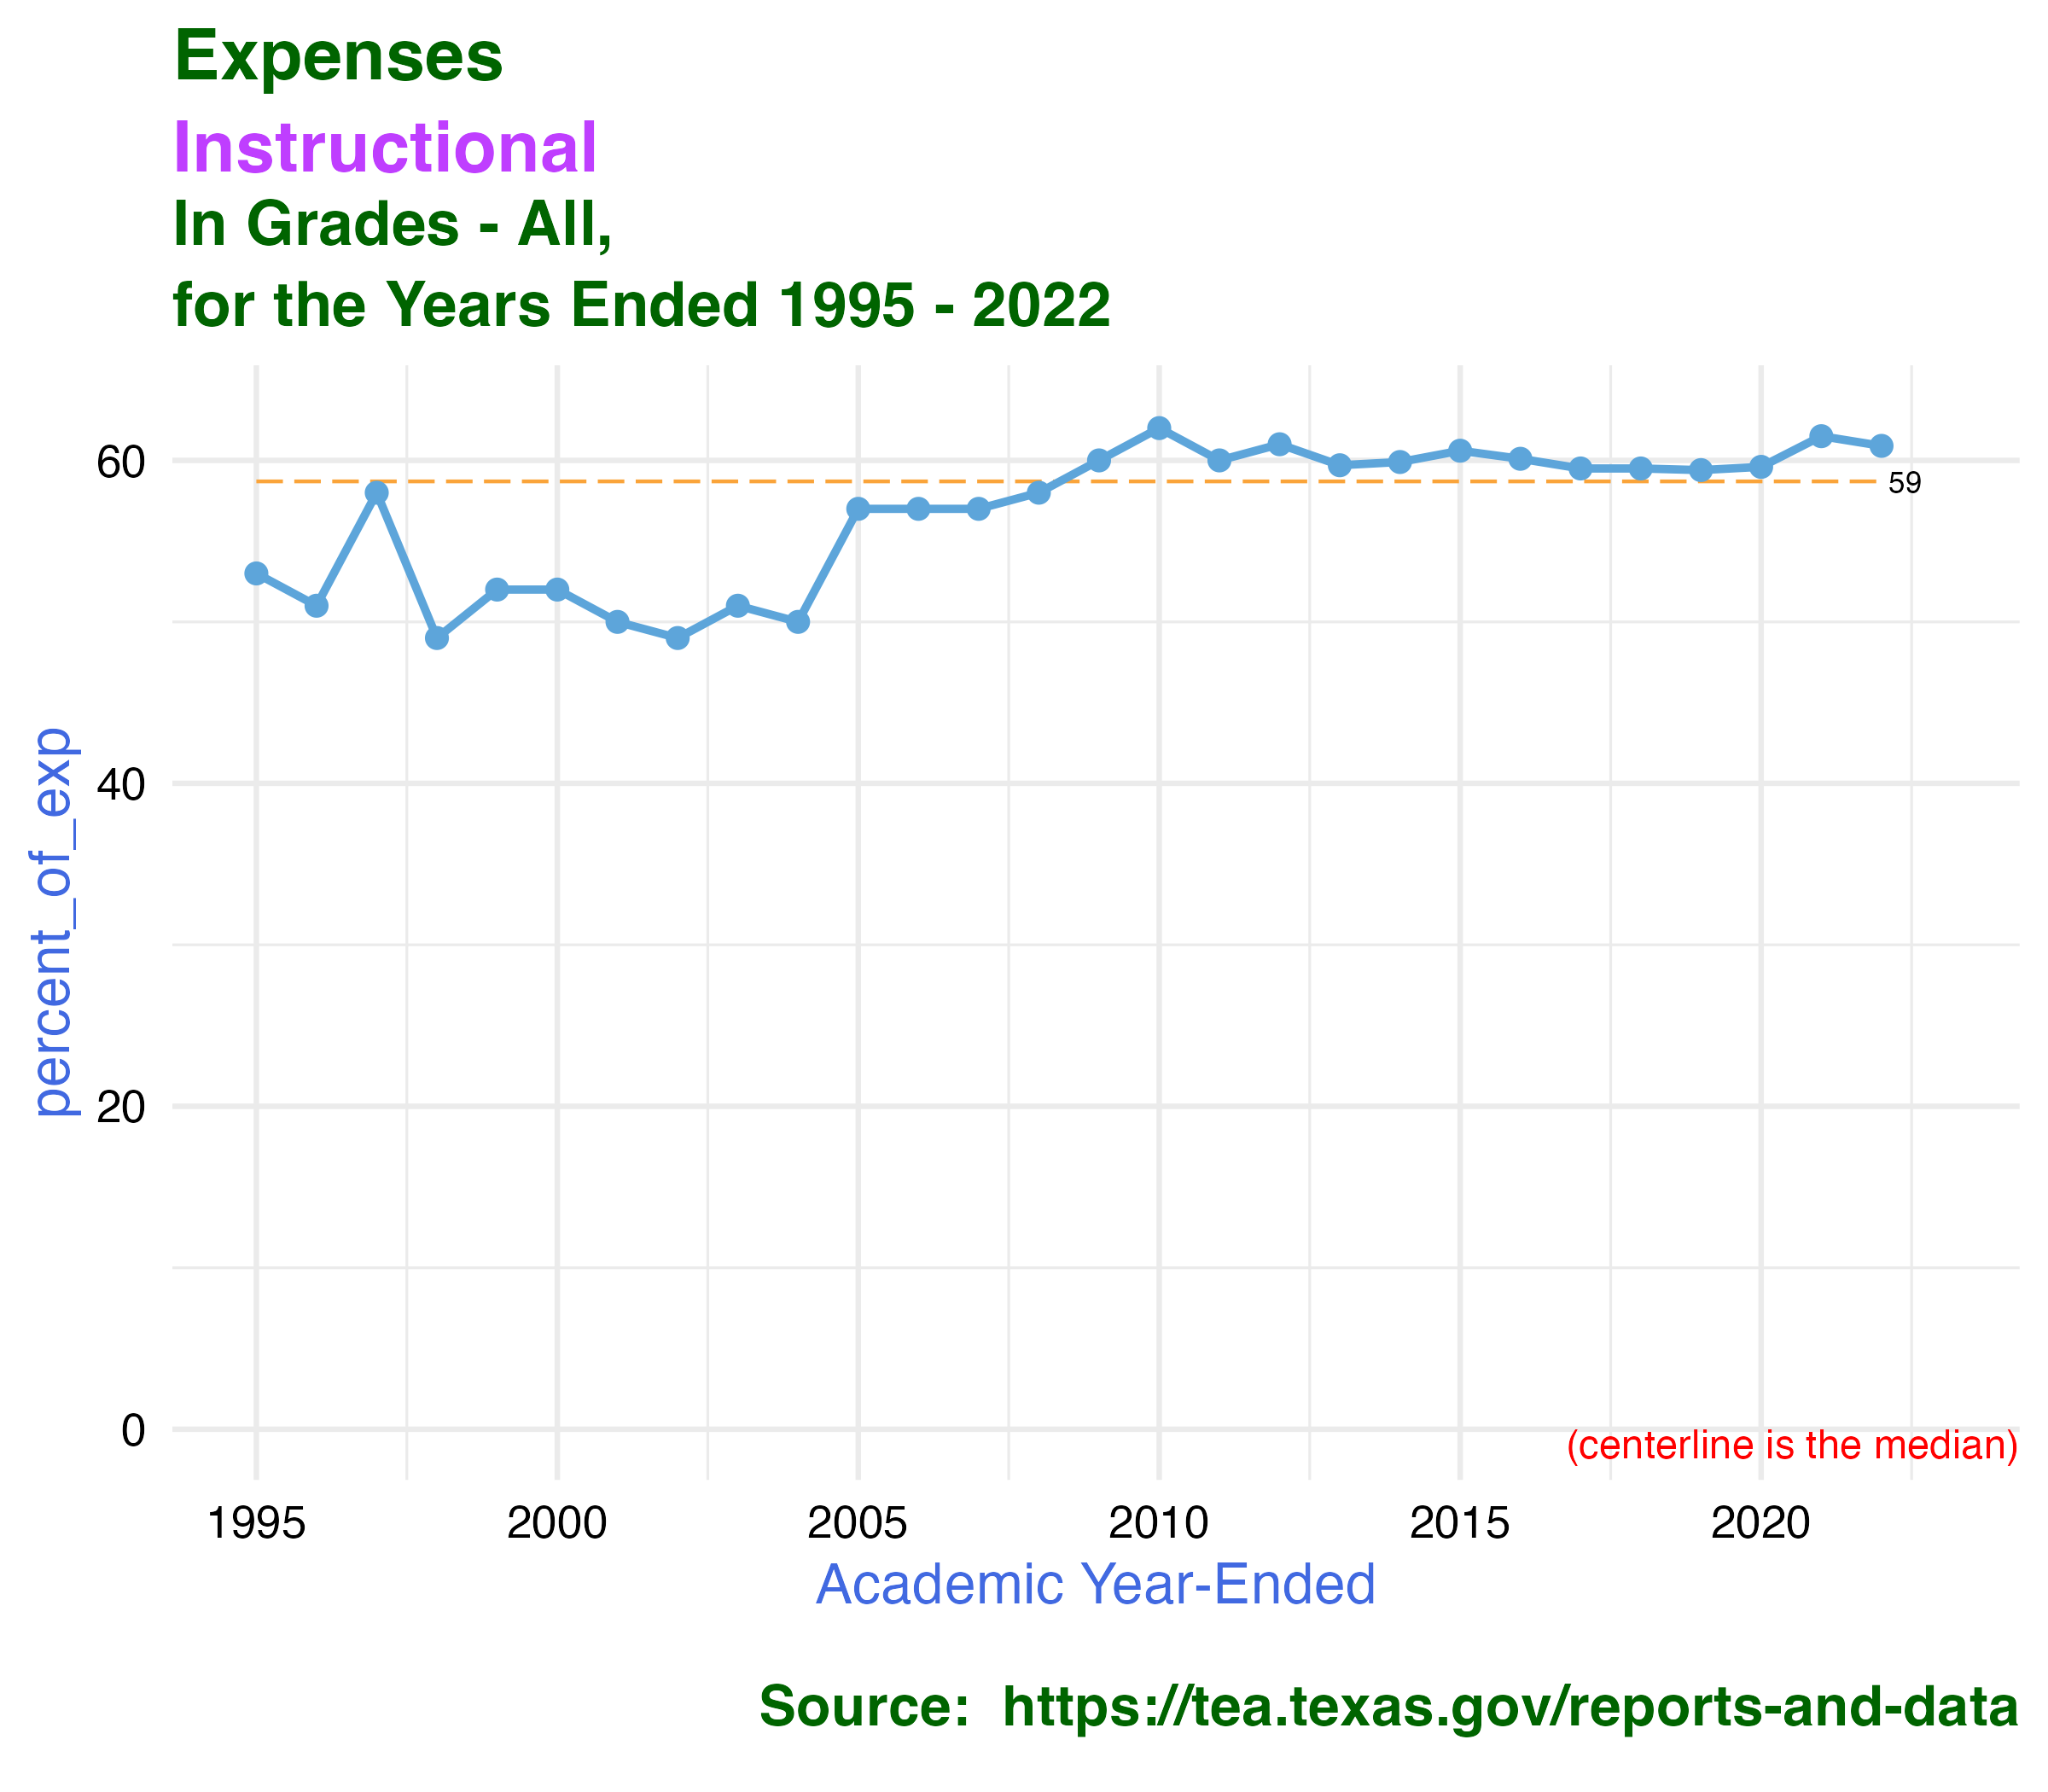 Expenses
Instructional
In Grades - All,
for the Years Ended 1995 - 2022
60
59
40
20
0
percent_of_exp
(centerline is the median)
1995 2000 2005 2010 2015 2020
Academic Year-Ended
Source:  https://tea.texas.gov/reports-and-data